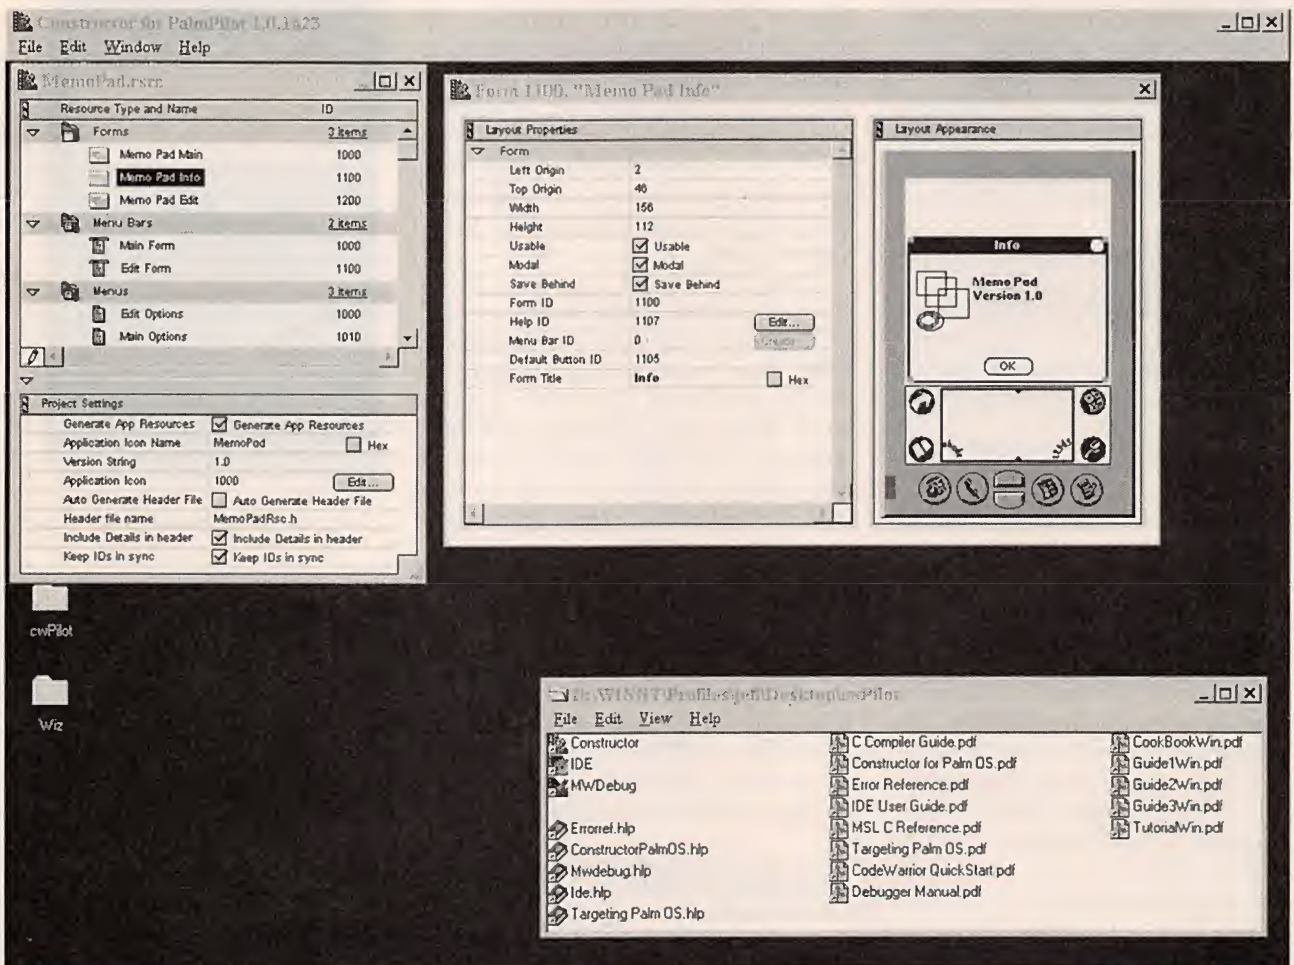 Constructor for PalmPilot 1.0.1a23
File Edit Window Help
MemoPad.rsrc
Resource Type and Name ID
Forms 3 items
Memo Pad Main 1000
Memo Pad Info 1100
Memo Pad Edit 1200
Menu Bars 2 items
Main Form 1000
Edit Form 1100
Menus 3 items
Edit Options 1000
Main Options 1010
Project Settings
Generate App Resources Generate App Resources
Application Icon Name MemoPad Hex
Version String 1.0
Application Icon 1000 Edit...
Auto Generate Header File Auto Generate Header File
Header file name MemoPadRsc.h
Include Details in header Include Details in header
Keep IDs in sync Keep IDs in sync
Form 1100, "Memo Pad Info"
Layout Properties
Form
Left Origin 2
Top Origin 46
Width 156
Height 112
Usable Usable
Modal Modal
Save Behind Save Behind
Form ID 1100
Help ID 1107 Edit...
Menu Bar ID 0 Create...
Default Button ID 1105
Form Title Info Hex
Layout Appearance
Info
Memo Pad
Version 1.0
OK
cwPilot
Wiz
D:\WINNT\Profiles\jeff\Desktop\cwPilot
File Edit View Help
Constructor
IDE
MWDebug
Errorref.hlp
ConstructorPalmOS.hlp
Mwdebug.hlp
Ide.hlp
Targeting Palm OS.hlp
C Compiler Guide.pdf
Constructor for Palm OS.pdf
Error Reference.pdf
IDE User Guide.pdf
MSL C Reference.pdf
Targeting Palm OS.pdf
CodeWarrior QuickStart.pdf
Debugger Manual.pdf
CookBookWin.pdf
Guide1Win.pdf
Guide2Win.pdf
Guide3Win.pdf
TutorialWin.pdf